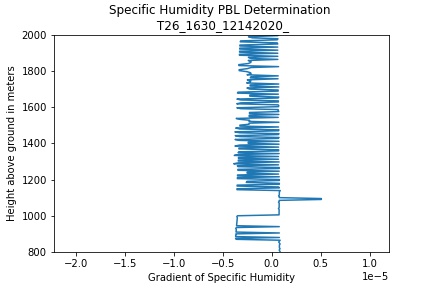 Specific Humidity PBL Determination
T26_1630_12142020_
2000
1800
1600
1400
1200
1000
800
Height above ground in meters
−2.0
−1.5
−1.0
−0.5
0.0
0.5
1.0
1e−5
Gradient of Specific Humidity